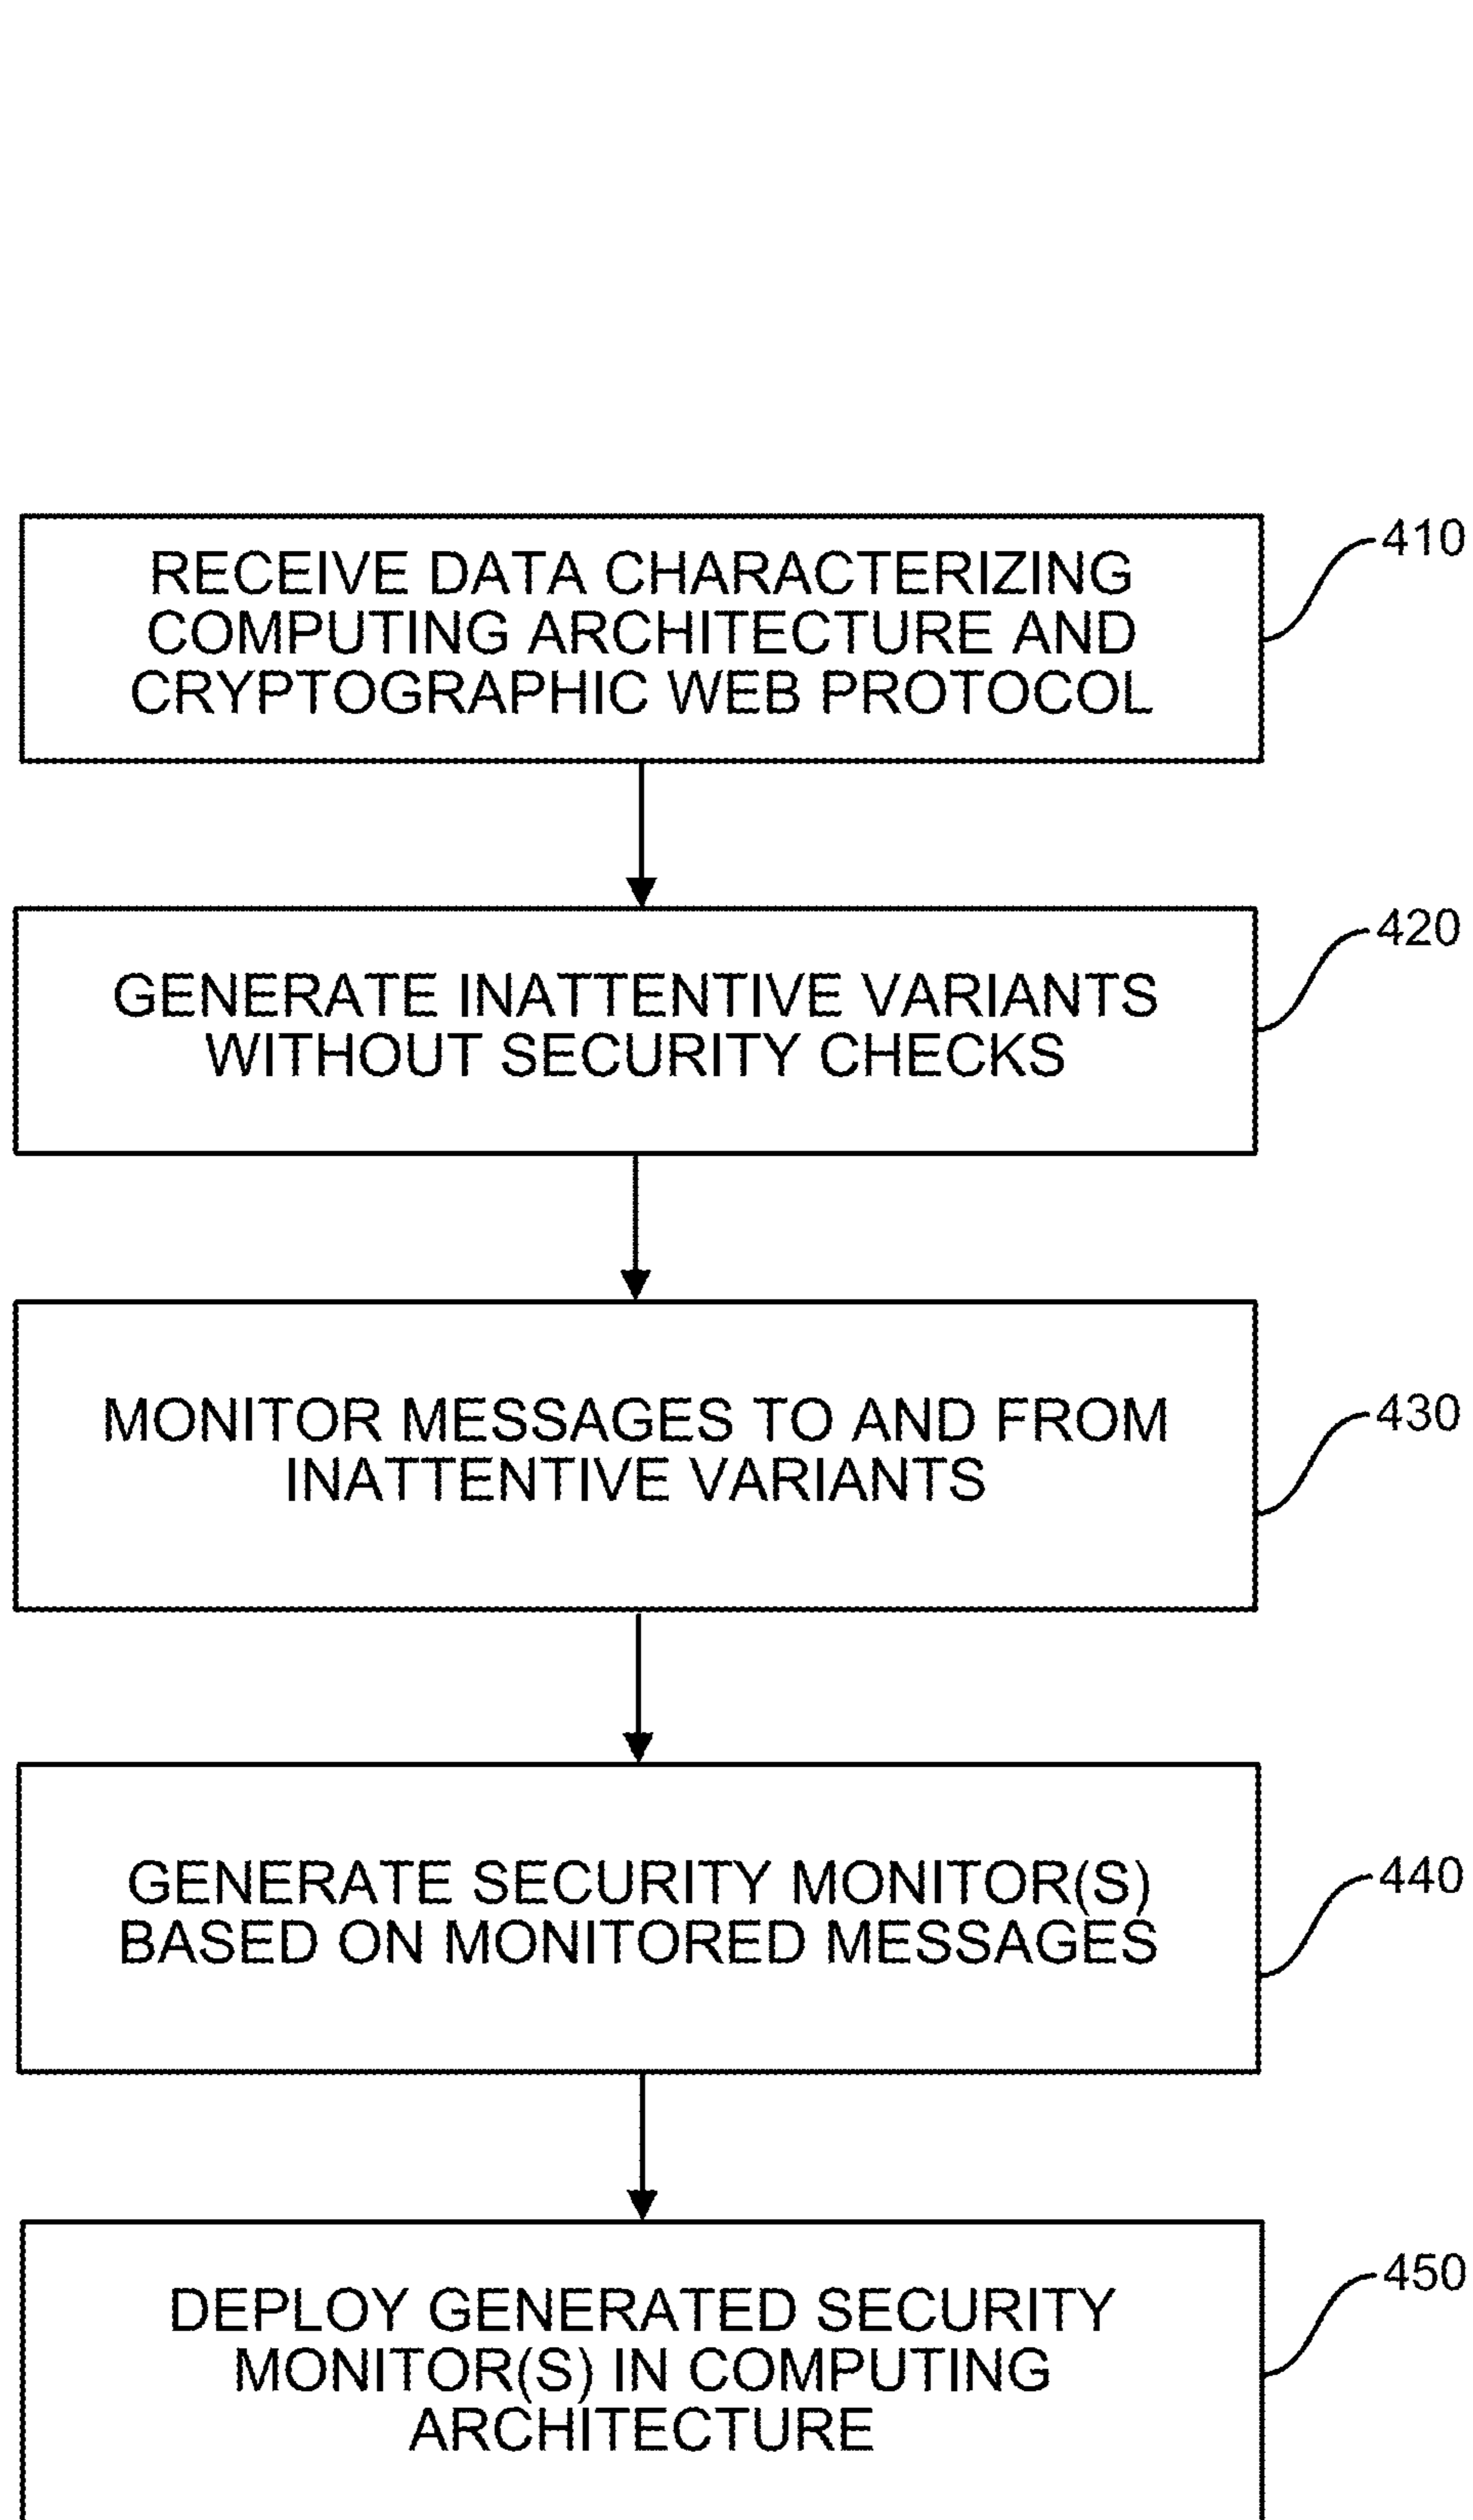 RECEIVE DATA CHARACTERIZING
COMPUTING ARCHITECTURE AND
CRYPTOGRAPHIC WEB PROTOCOL
410
GENERATE INATTENTIVE VARIANTS
WITHOUT SECURITY CHECKS
420
MONITOR MESSAGES TO AND FROM
INATTENTIVE VARIANTS
430
GENERATE SECURITY MONITOR(S)
BASED ON MONITORED MESSAGES
440
DEPLOY GENERATED SECURITY
MONITOR(S) IN COMPUTING
ARCHITECTURE
450